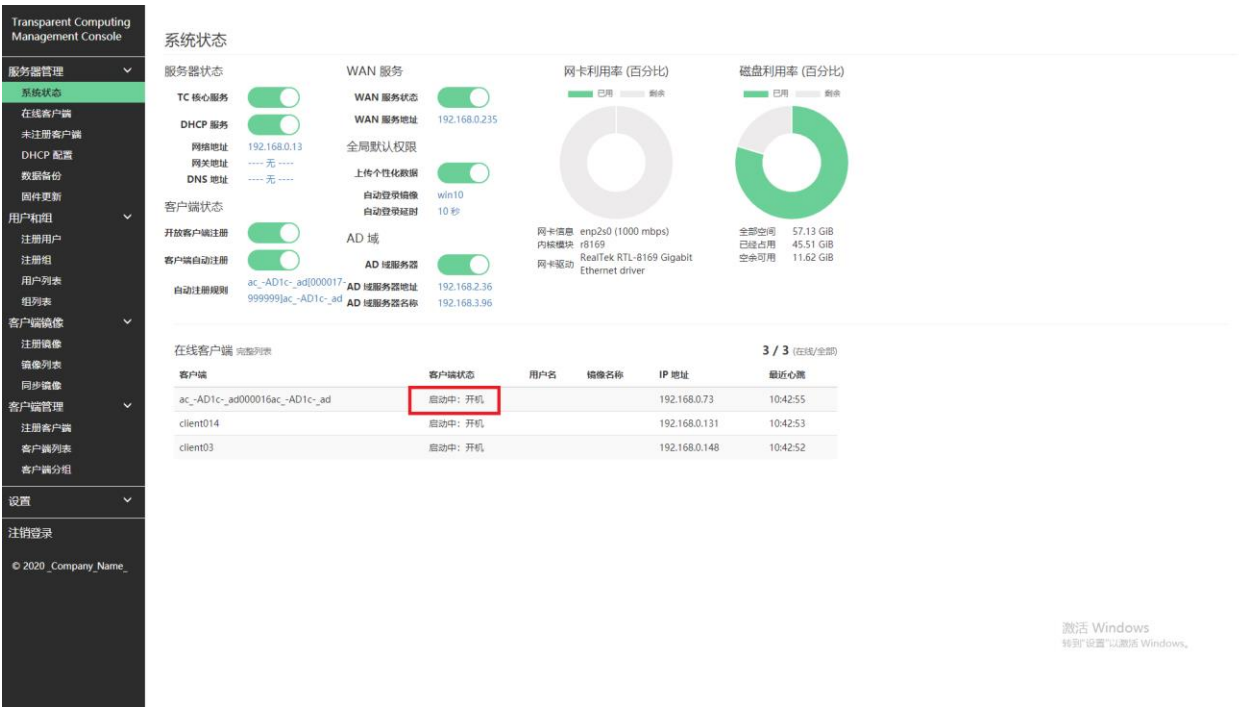 Transparent Computing
Management Console
服务器管理
系统状态
在线客户端
未注册客户端
DHCP 配置
数据备份
固件更新
用户和组
注册用户
注册组
用户列表
组列表
客户端镜像
注册镜像
镜像列表
同步镜像
客户端管理
注册客户端
客户端列表
客户端分组
设置
注销登录
© 2020 _Company_Name_
系统状态
服务器状态
TC 核心服务
DHCP 服务
网络地址 192.168.0.13
网关地址 ---- 无 ----
DNS 地址 ---- 无 ----
客户端状态
开放客户端注册
客户端自动注册
自动注册规则 ac_-AD1c-_ad[000017-
999999]ac_-AD1c-_ad
WAN 服务
WAN 服务状态
WAN 服务地址 192.168.0.235
全局默认权限
上传个性化数据
自动登录镜像 win10
自动登录延时 10 秒
AD 域
AD 域服务器
AD 域服务器地址 192.168.2.36
AD 域服务器名称 192.168.3.96
网卡利用率 (百分比)
已用 剩余
网卡信息 enp2s0 (1000 mbps)
内核模块 r8169
网卡驱动 RealTek RTL-8169 Gigabit
Ethernet driver
磁盘利用率 (百分比)
已用 剩余
全部空间 57.13 GiB
已经占用 45.51 GiB
空余可用 11.62 GiB
在线客户端 完整列表 3 / 3 (在线/全部)
客户端 客户端状态 用户名 镜像名称 IP 地址 最近心跳
ac_-AD1c-_ad000016ac_-AD1c-_ad 启动中: 开机 192.168.0.73 10:42:55
client014 启动中: 开机 192.168.0.131 10:42:53
client03 启动中: 开机 192.168.0.148 10:42:52
激活 Windows
转到"设置"以激活 Windows。